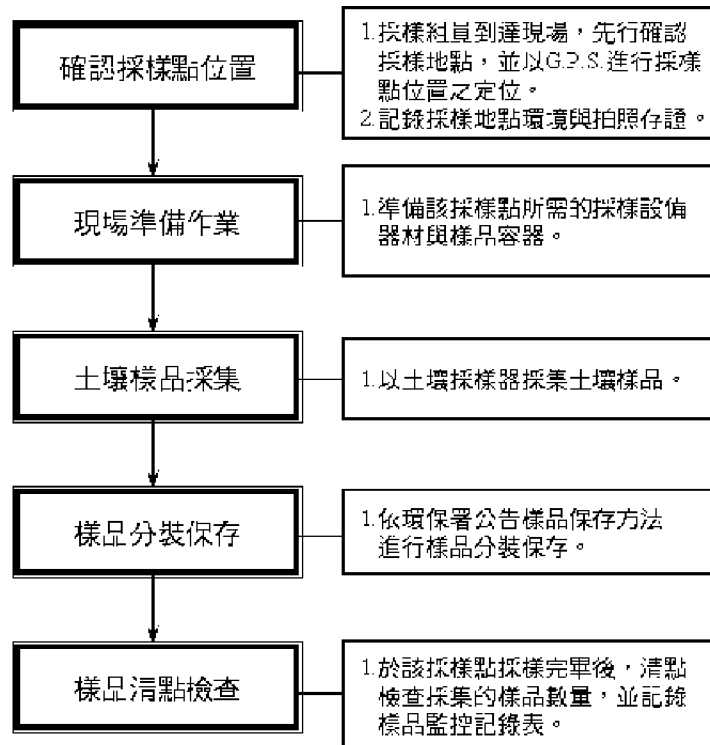 確認採樣點位置
1.採樣組員到達現場，先行確認
採樣地點，並以G.P.S.進行採樣
點位置之定位。
2.記錄採樣地點環境與拍照存證。
現場準備作業
1.準備該採樣點所需的採樣設備
器材與樣品容器。
土壤樣品採集
1.以土壤採樣器採集土壤樣品。
樣品分裝保存
1.依環保署公告樣品保存方法
進行樣品分裝保存。
樣品清點檢查
1.於該採樣點採樣完畢後，清點
檢查採集的樣品數量，並記錄
樣品監控記錄表。